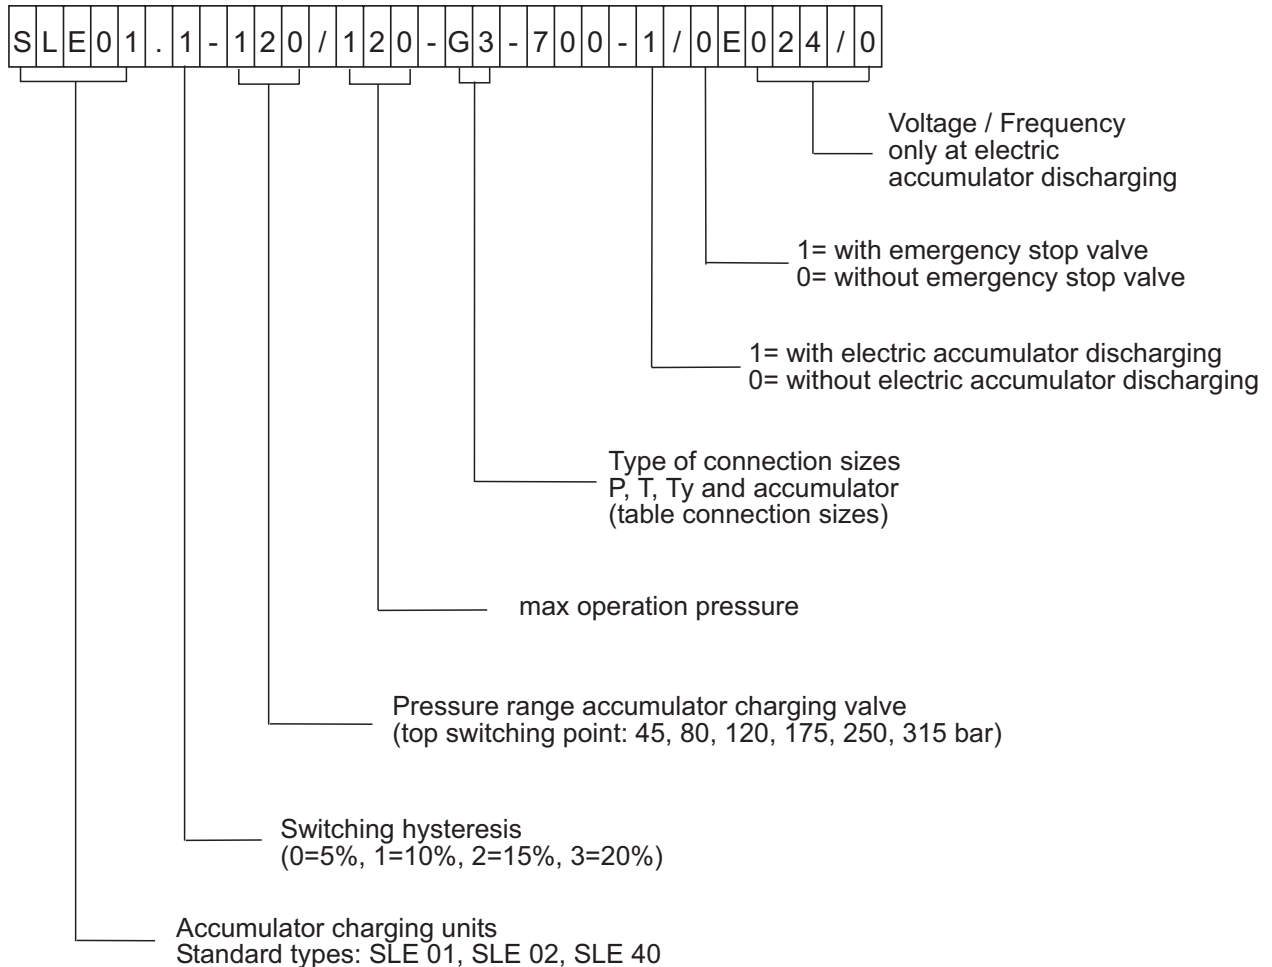 SLE01.1-120/120-G3-700-1/0E024/0
Voltage / Frequency
only at electric
accumulator discharging
1= with emergency stop valve
0= without emergency stop valve
1= with electric accumulator discharging
0= without electric accumulator discharging
Type of connection sizes
P, T, Ty and accumulator
(table connection sizes)
max operation pressure
Pressure range accumulator charging valve
(top switching point: 45, 80, 120, 175, 250, 315 bar)
Switching hysteresis
(0=5%, 1=10%, 2=15%, 3=20%)
Accumulator charging units
Standard types: SLE 01, SLE 02, SLE 40